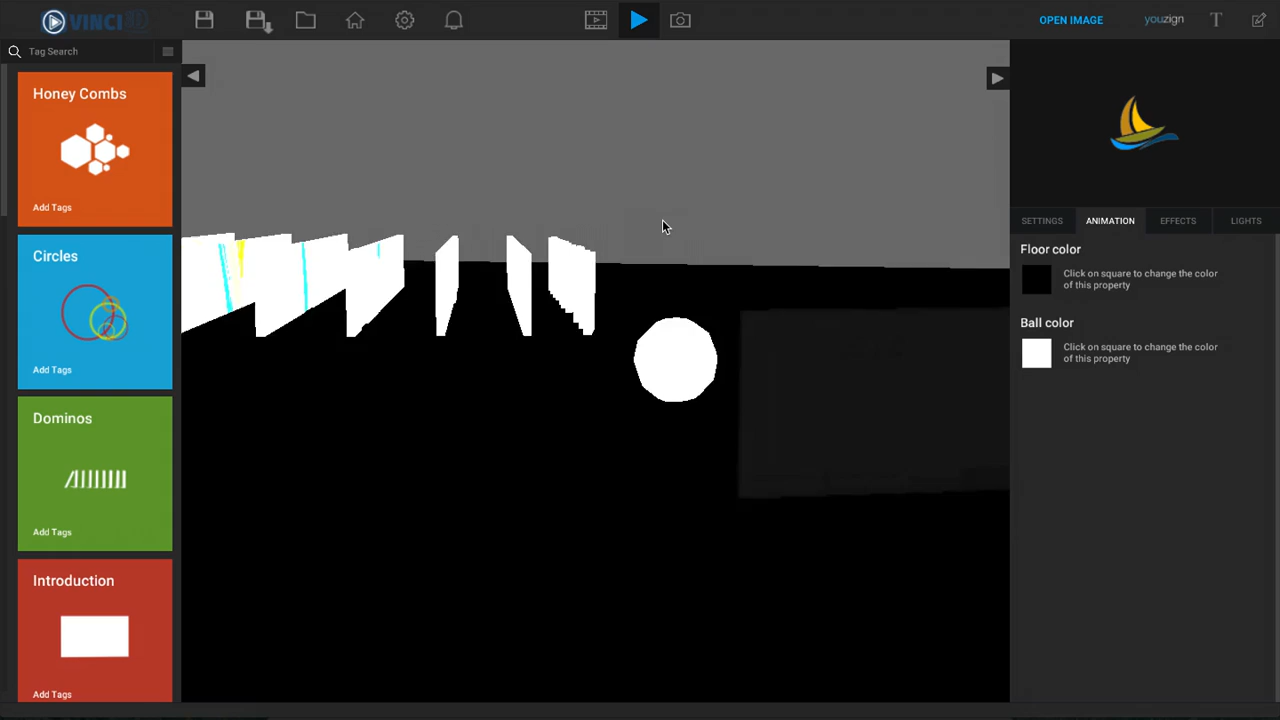 VINCI3D
OPEN IMAGE
youzign
T
Tag Search
Honey Combs
Add Tags
Circles
Add Tags
Dominos
Add Tags
Introduction
Add Tags
SETTINGS
ANIMATION
EFFECTS
LIGHTS
Floor color
Click on square to change the color
of this property
Ball color
Click on square to change the color
of this property